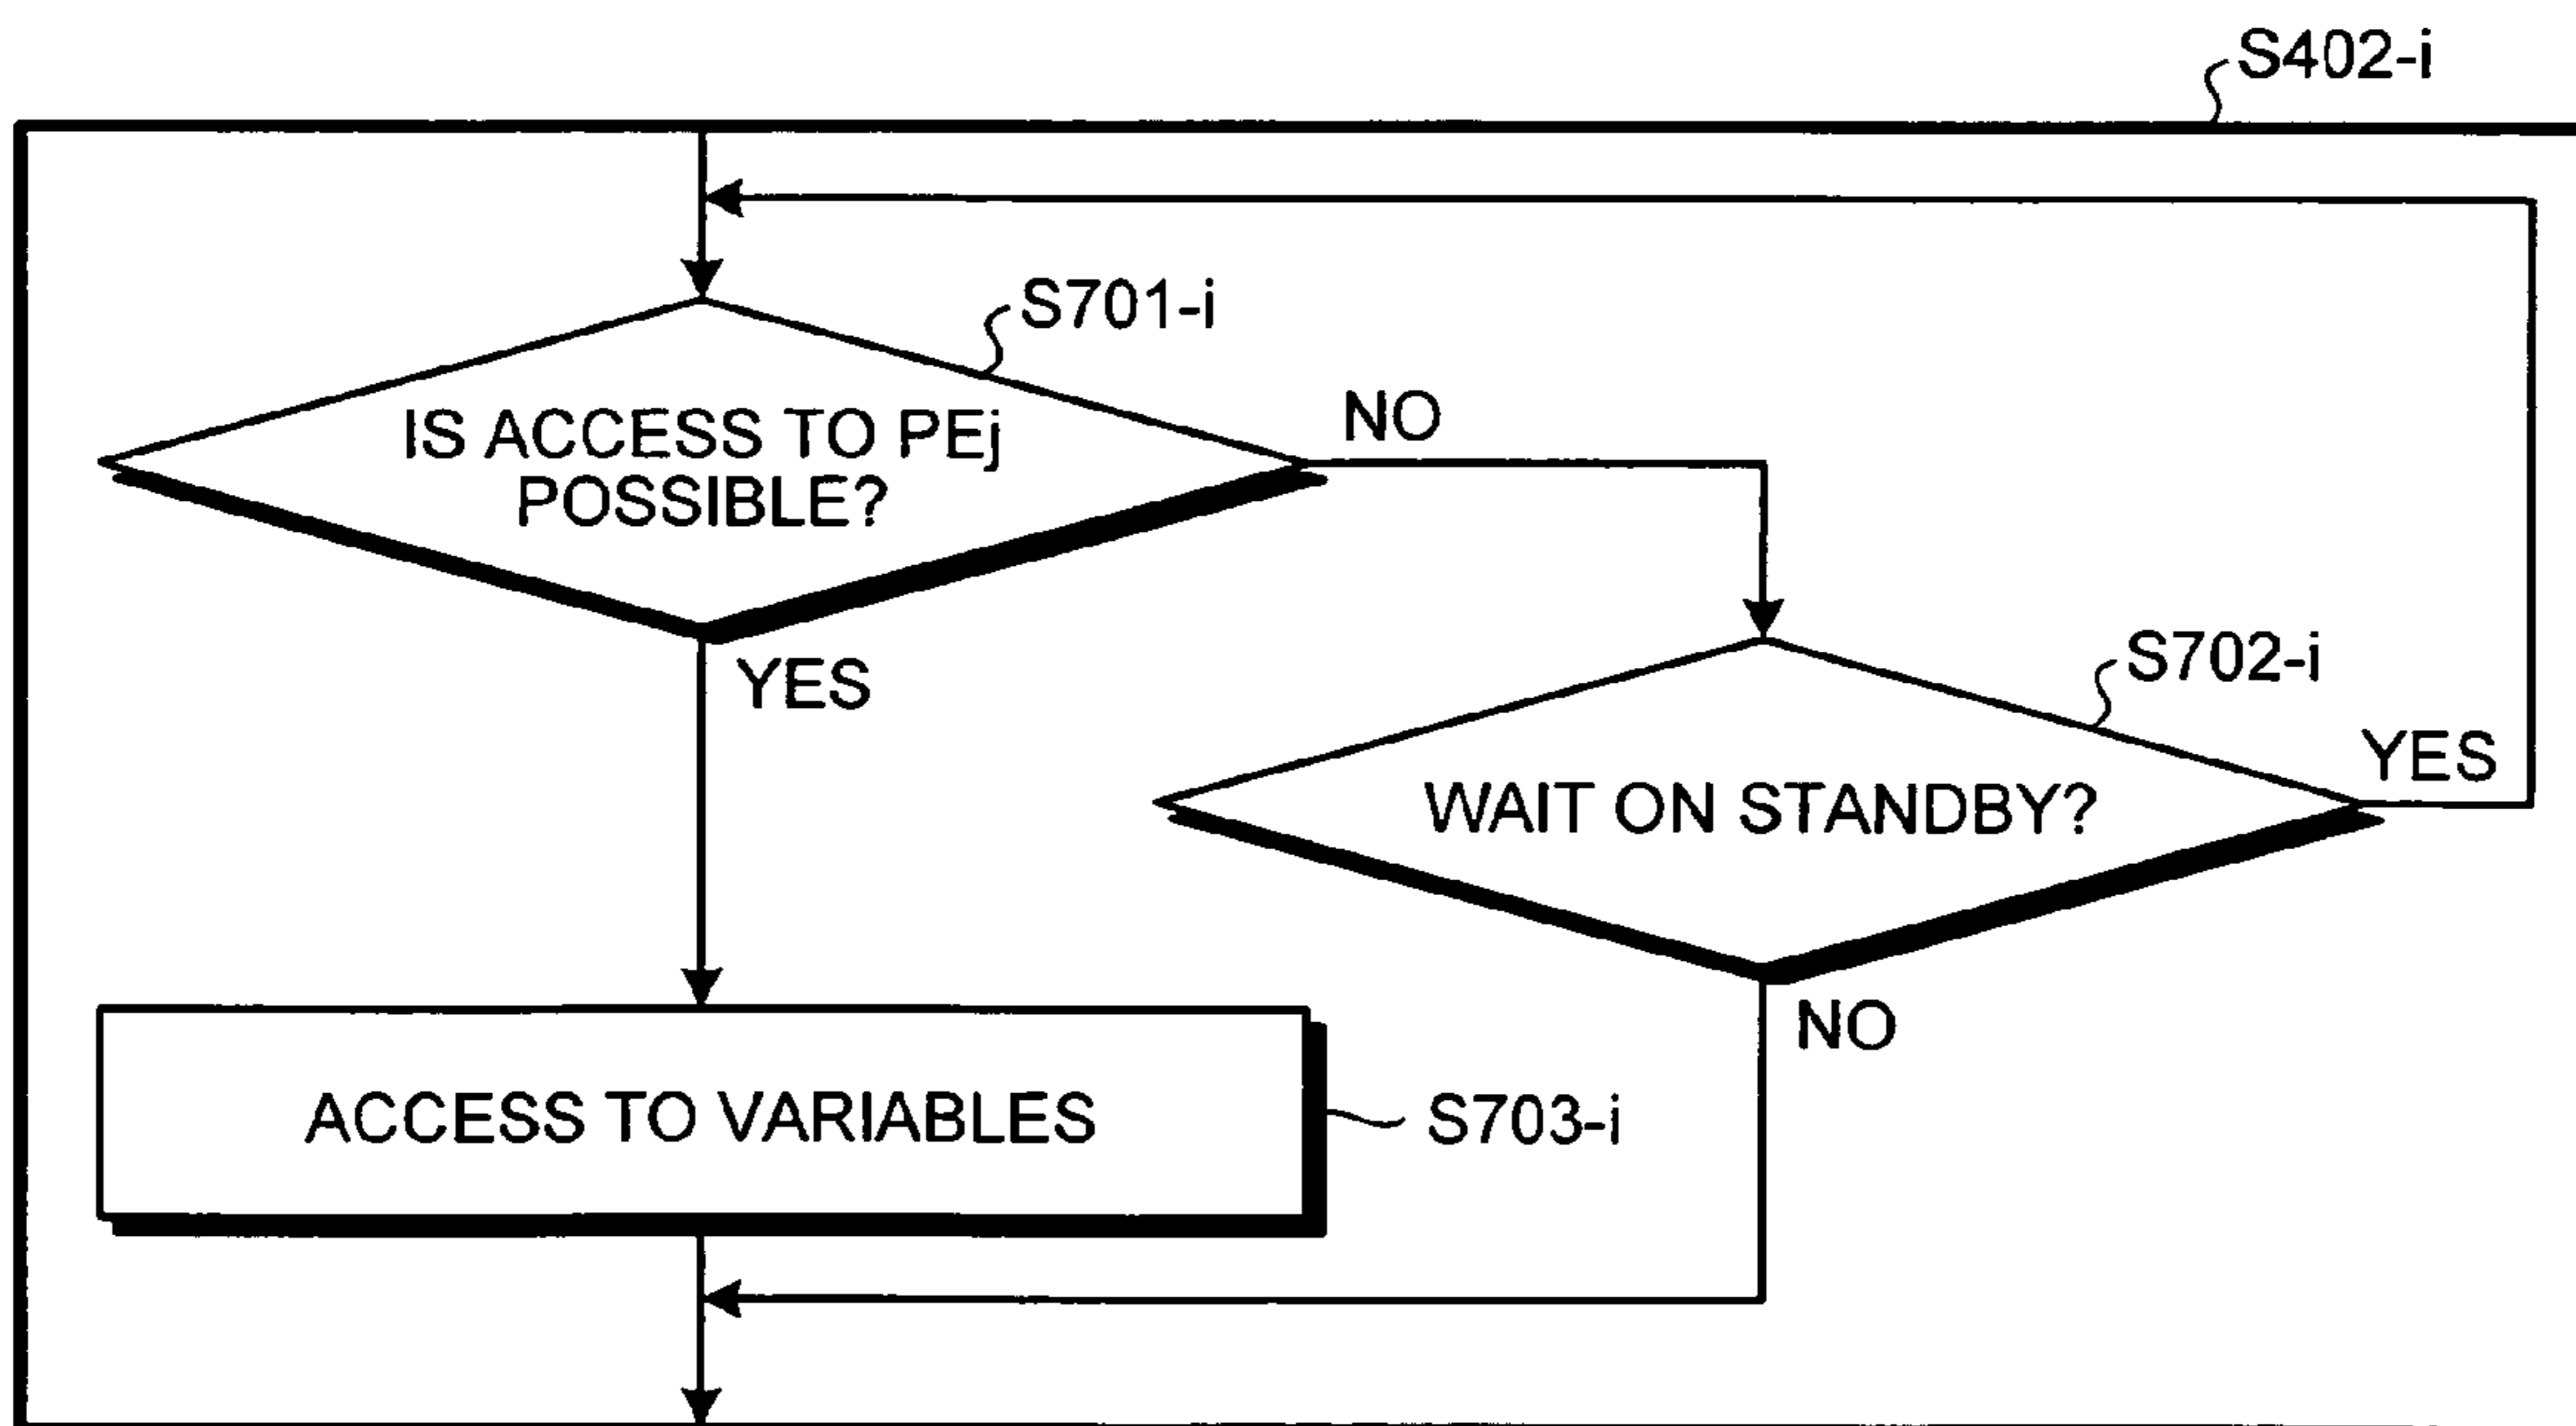 S402-i
S701-i
IS ACCESS TO PEj
POSSIBLE?
NO
YES
S702-i
WAIT ON STANDBY?
YES
NO
ACCESS TO VARIABLES
S703-i